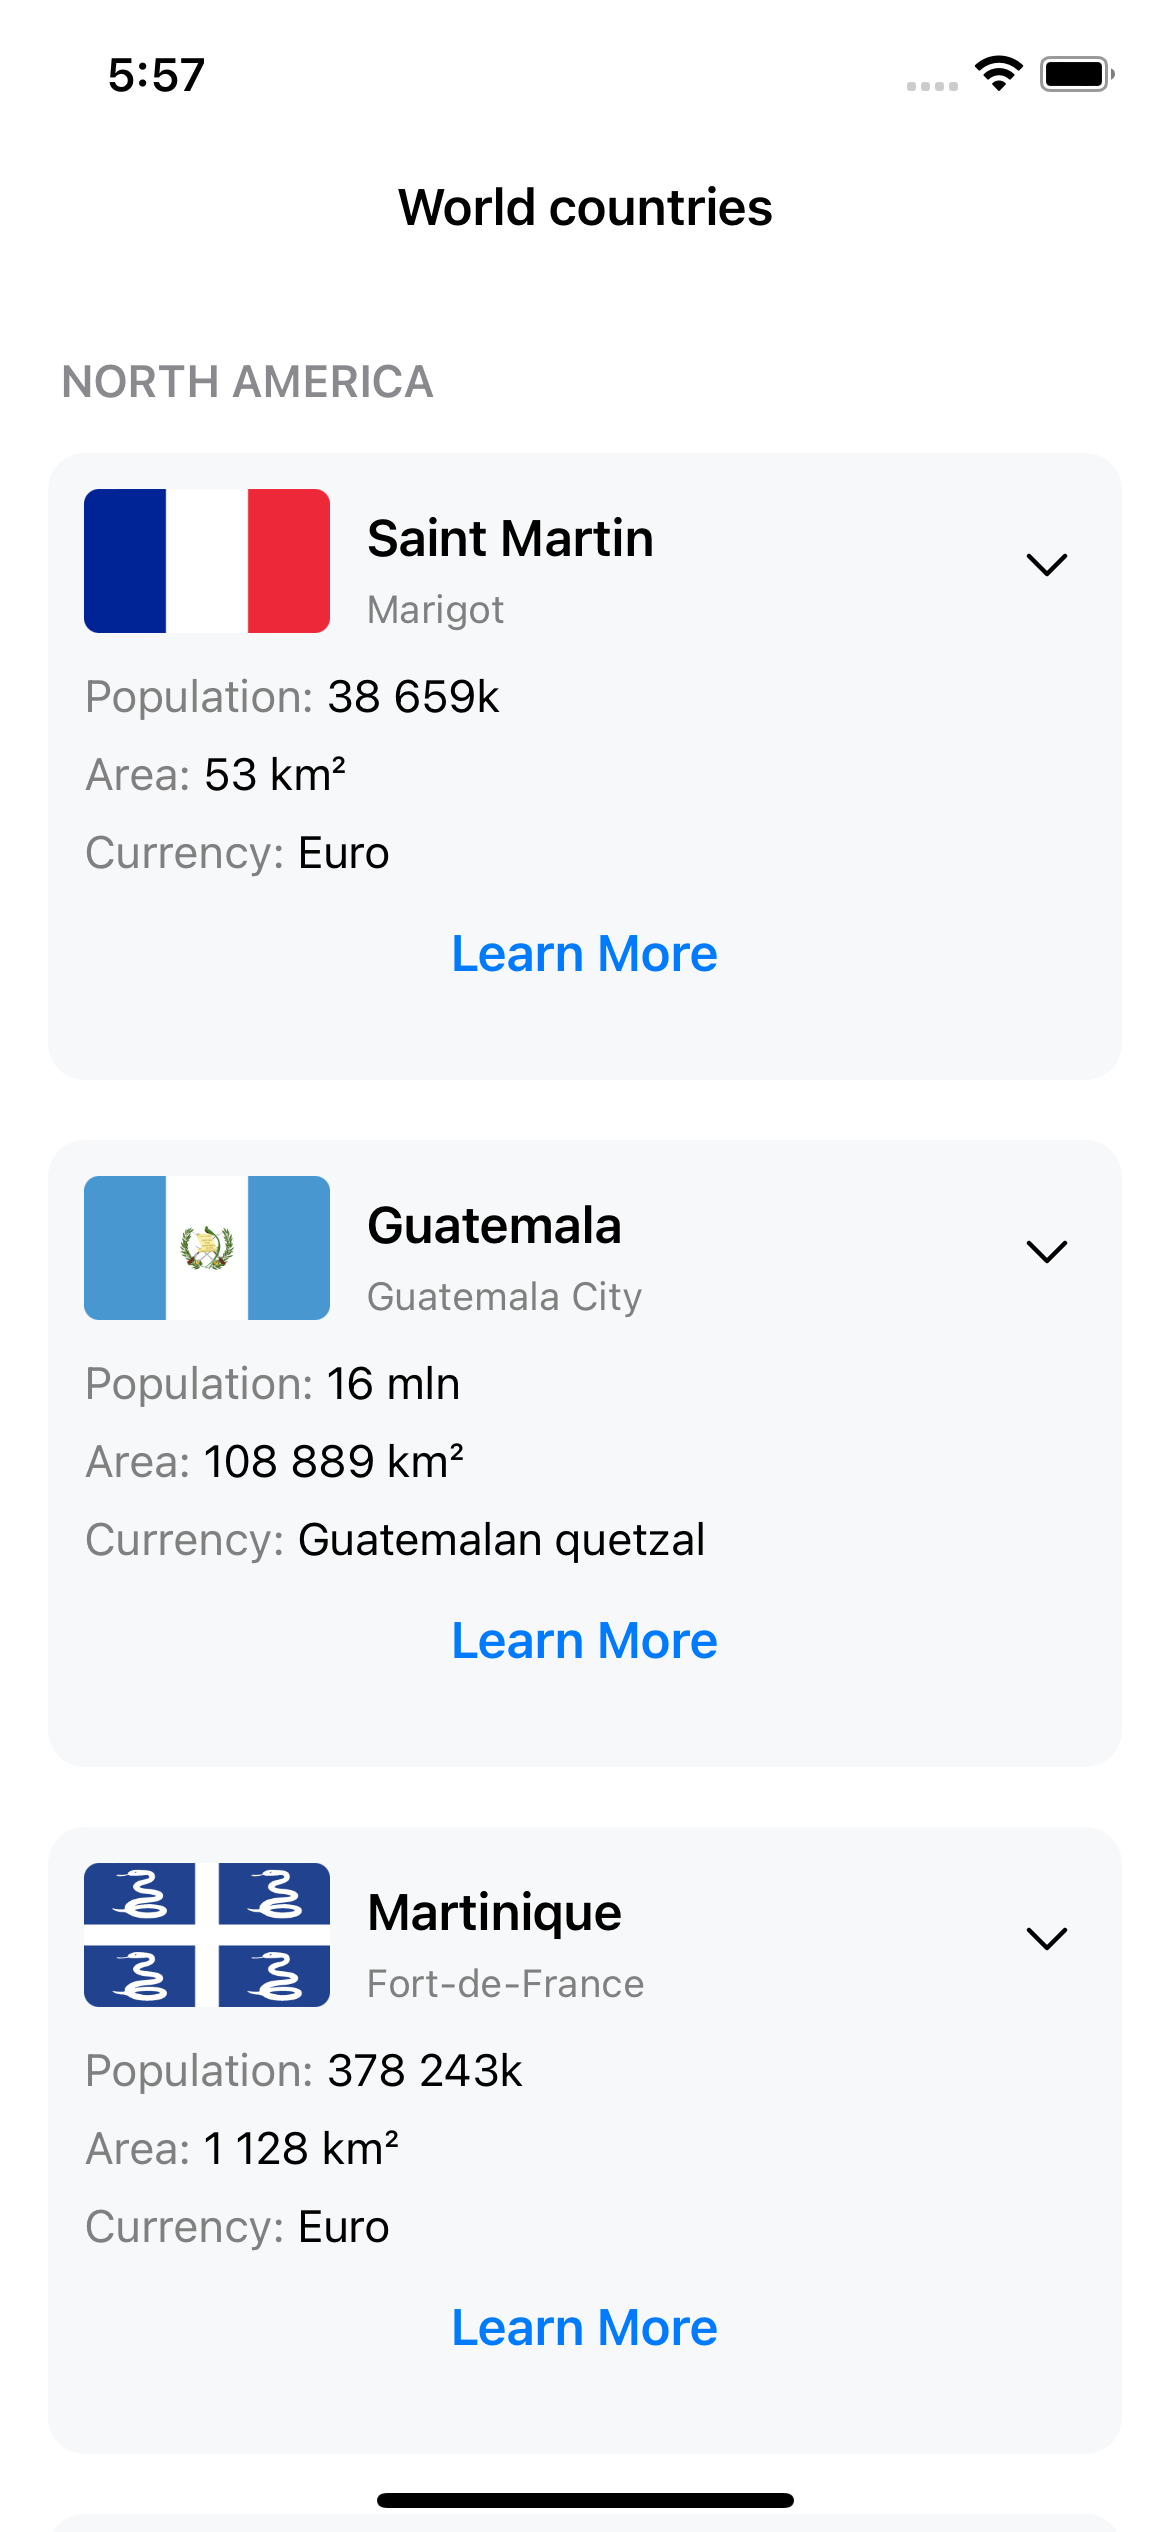 5:57
World countries
NORTH AMERICA
Saint Martin
Marigot
Population: 38 659k
Area: 53 km²
Currency: Euro
Learn More
Guatemala
Guatemala City
Population: 16 mln
Area: 108 889 km²
Currency: Guatemalan quetzal
Learn More
Martinique
Fort-de-France
Population: 378 243k
Area: 1 128 km²
Currency: Euro
Learn More